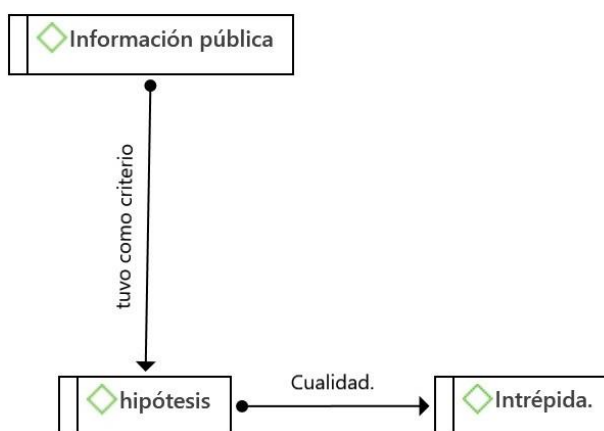 Información pública
tuvo como criterio
hipótesis
Cualidad.
Intrépida.